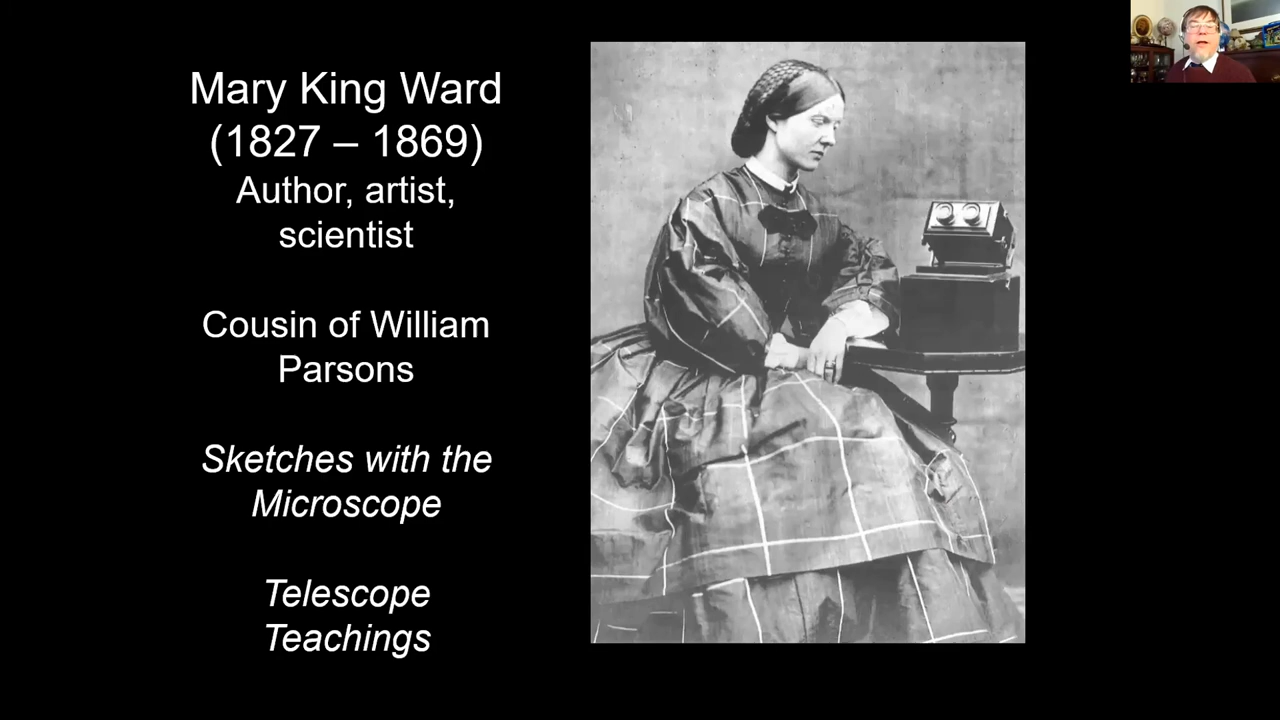 Mary King Ward
(1827 – 1869)
Author, artist,
scientist
Cousin of William
Parsons
Sketches with the
Microscope
Telescope
Teachings